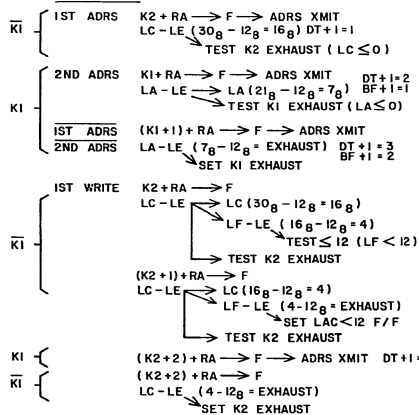 K̅1̅ 1ST ADRS K2 + RA → F → ADRS XMIT
LC-LE (30₈ - 12₈ = 16₈) DT+1=1
TEST K2 EXHAUST (LC ≤ 0)
K1 2ND ADRS K1 + RA → F → ADRS XMIT DT+1=2
LA-LE → LA (21₈ - 12₈ = 7₈) BF+1=1
TEST K1 EXHAUST (LA ≤ 0)
1ST ADRS (K1+1) + RA → F → ADRS XMIT
2ND ADRS LA-LE (7₈ - 12₈ = EXHAUST) DT+1=3
BF+1=2
SET K1 EXHAUST
K̅1̅ 1ST WRITE K2 + RA → F
LC-LE → LC (30₈ - 12₈ = 16₈)
LF-LE (16₈ - 12₈ = 4)
TEST ≤ 12 (LF < 12)
TEST K2 EXHAUST
(K2+1) + RA → F
LC-LE → LC (16₈ - 12₈ = 4)
LF-LE (4 - 12₈ = EXHAUST)
SET LAC < 12 F/F
TEST K2 EXHAUST
K1 (K2+2) + RA → F → ADRS XMIT DT+1=
K̅1̅ (K2+2) + RA → F
LC-LE (4 - 12₈ = EXHAUST)
SET K2 EXHAUST